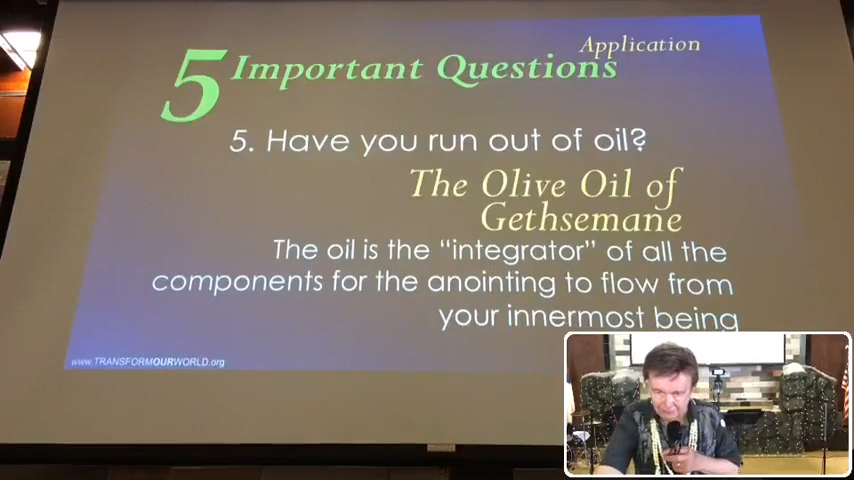 Application
5 Important Questions
5. Have you run out of oil?
The Olive Oil of
Gethsemane
The oil is the “integrator” of all the
components for the anointing to flow from
your innermost being
www.TRANSFORMOURWORLD.org